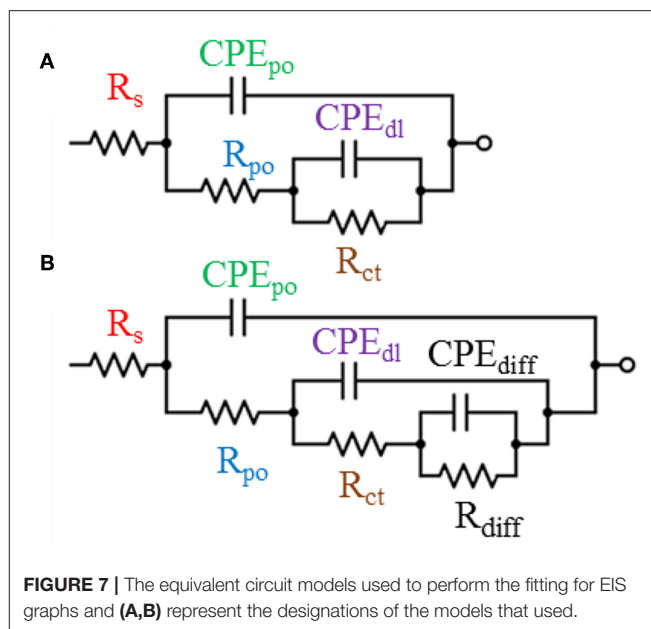 A
CPEpo
Rs
CPEdl
Rpo
Rct
B
CPEpo
Rs
CPEdl
CPEdiff
Rpo
Rct
Rdiff
FIGURE 7 | The equivalent circuit models used to perform the fitting for EIS
graphs and (A,B) represent the designations of the models that used.